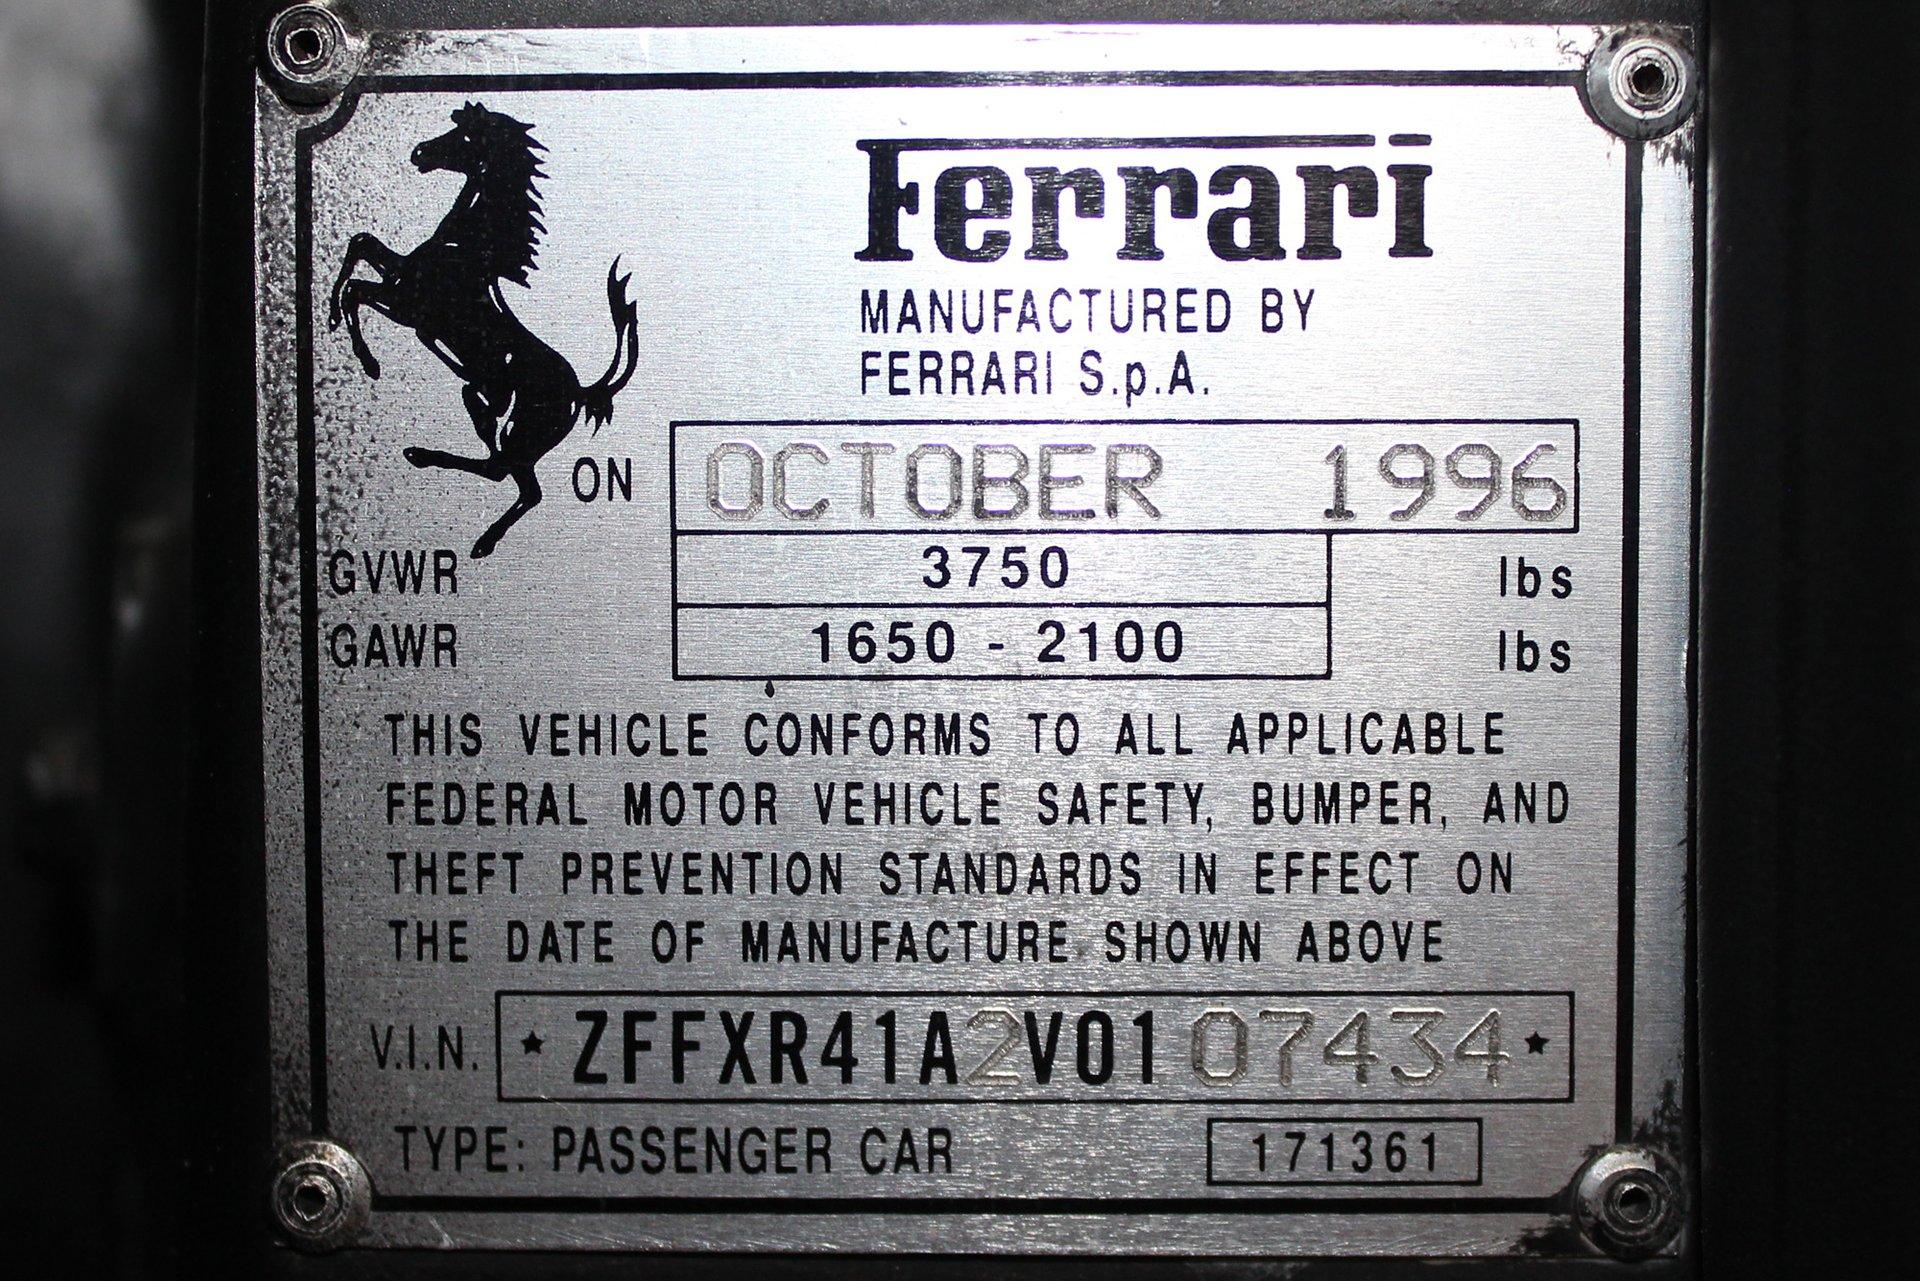 Ferrari
MANUFACTURED BY
FERRARI S.p.A.
ON OCTOBER 1996
GVWR 3750 lbs
GAWR 1650 - 2100 lbs
THIS VEHICLE CONFORMS TO ALL APPLICABLE
FEDERAL MOTOR VEHICLE SAFETY, BUMPER, AND
THEFT PREVENTION STANDARDS IN EFFECT ON
THE DATE OF MANUFACTURE SHOWN ABOVE
V.I.N. ★ ZFFXR41A2V0107434 ★
TYPE: PASSENGER CAR 171361